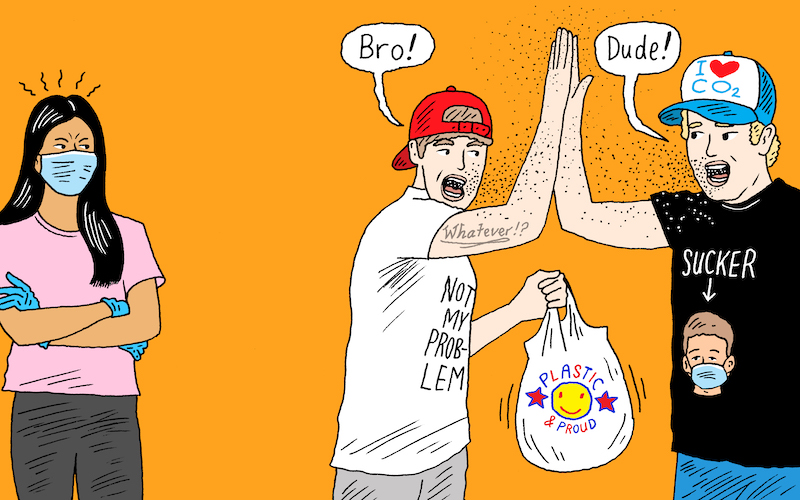 Bro!
Dude!
I ❤
CO₂
Whatever!?
NOT
MY
PROB-
LEM
SUCKER
↓
PLASTIC
& PROUD